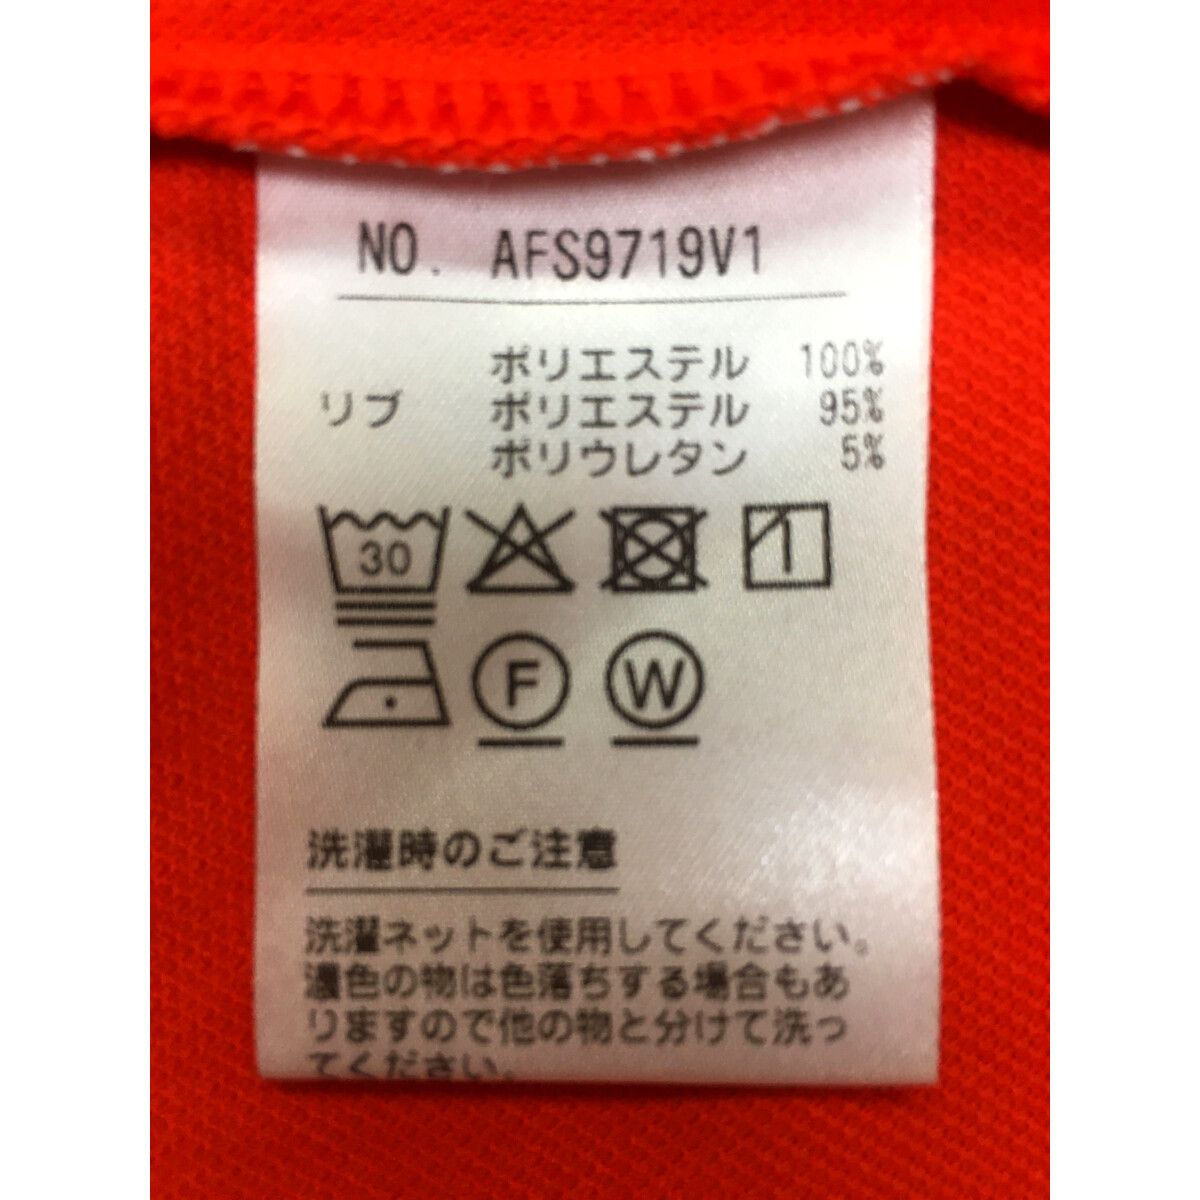 NO. AFS9719V1
ポリエステル 100%
リブ ポリエステル 95%
ポリウレタン 5%
30
F W
洗濯時のご注意
洗濯ネットを使用してください。
濃色の物は色落ちする場合もあ
りますので他の物と分けて洗っ
てください。